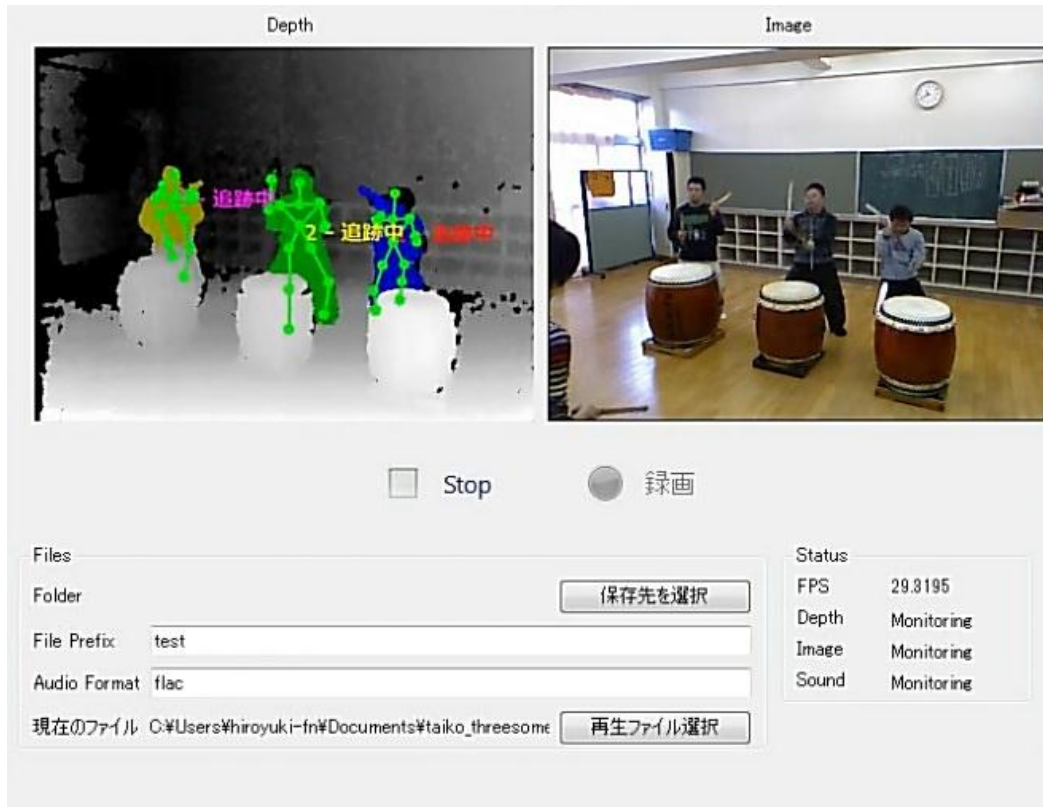 Depth
Image
追跡中
2 - 追跡中
Stop
録画
Files
Folder
保存先を選択
File Prefix
test
Audio Format
flac
現在のファイル
C:¥Users¥hiroyuki-fn¥Documents¥taiko_threesome
再生ファイル選択
Status
FPS
29.3195
Depth
Monitoring
Image
Monitoring
Sound
Monitoring